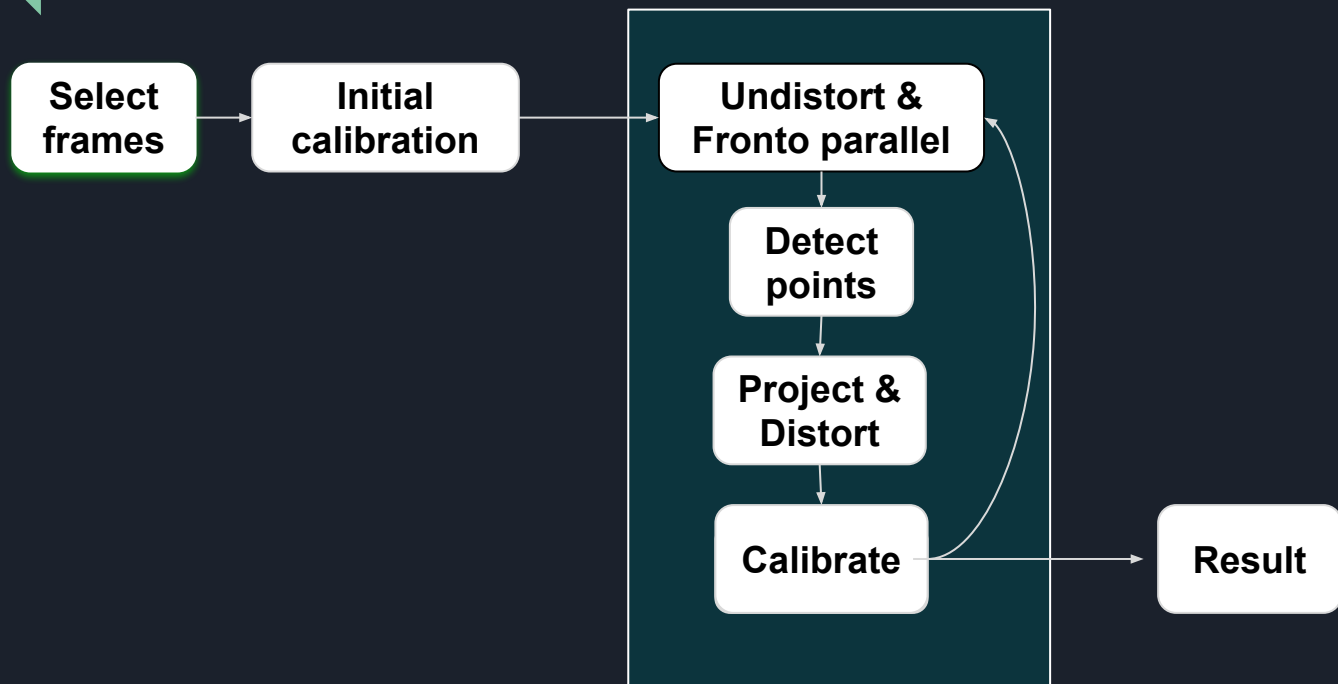 Select
frames
Initial
calibration
Undistort &
Fronto parallel
Detect
points
Project &
Distort
Calibrate
Result